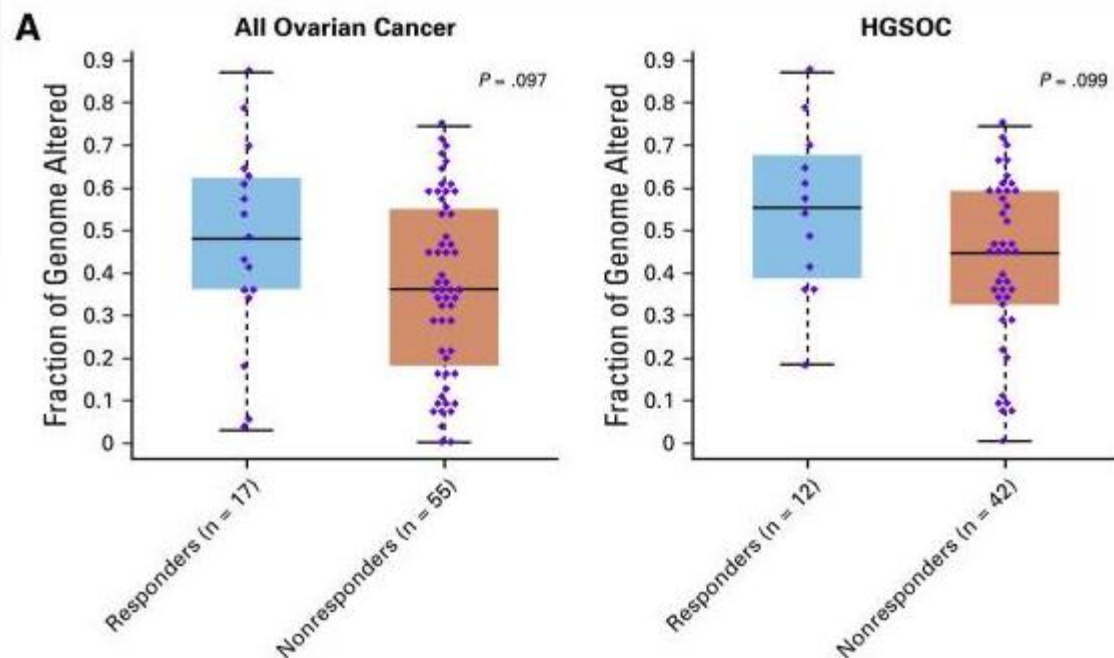 A
All Ovarian Cancer
Fraction of Genome Altered
0.9
0.8
0.7
0.6
0.5
0.4
0.3
0.2
0.1
0
P = .097
Responders (n = 17)
Nonresponders (n = 55)
HGSOC
Fraction of Genome Altered
0.9
0.8
0.7
0.6
0.5
0.4
0.3
0.2
0.1
0
P = .099
Responders (n = 12)
Nonresponders (n = 42)